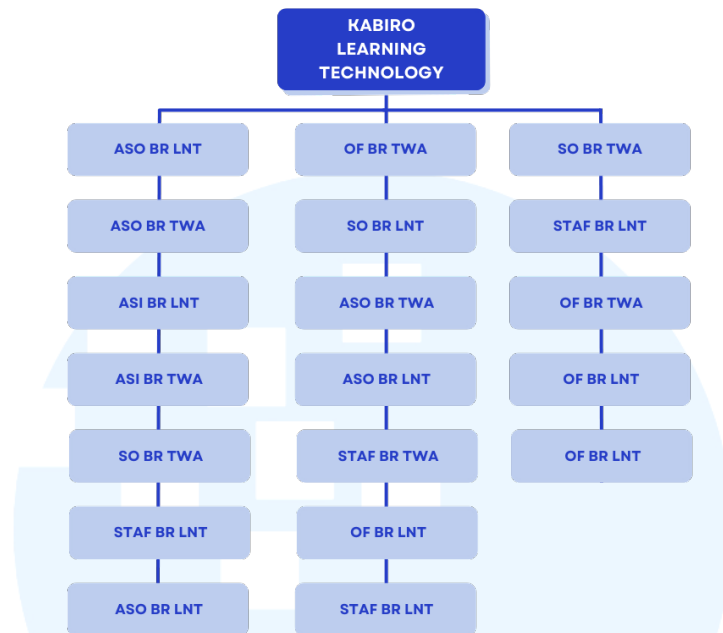 KABIRO
LEARNING
TECHNOLOGY
ASO BR LNT
OF BR TWA
SO BR TWA
ASO BR TWA
SO BR LNT
STAF BR LNT
ASI BR LNT
ASO BR TWA
OF BR TWA
ASI BR TWA
ASO BR LNT
OF BR LNT
SO BR TWA
STAF BR TWA
OF BR LNT
STAF BR LNT
OF BR LNT
ASO BR LNT
STAF BR LNT